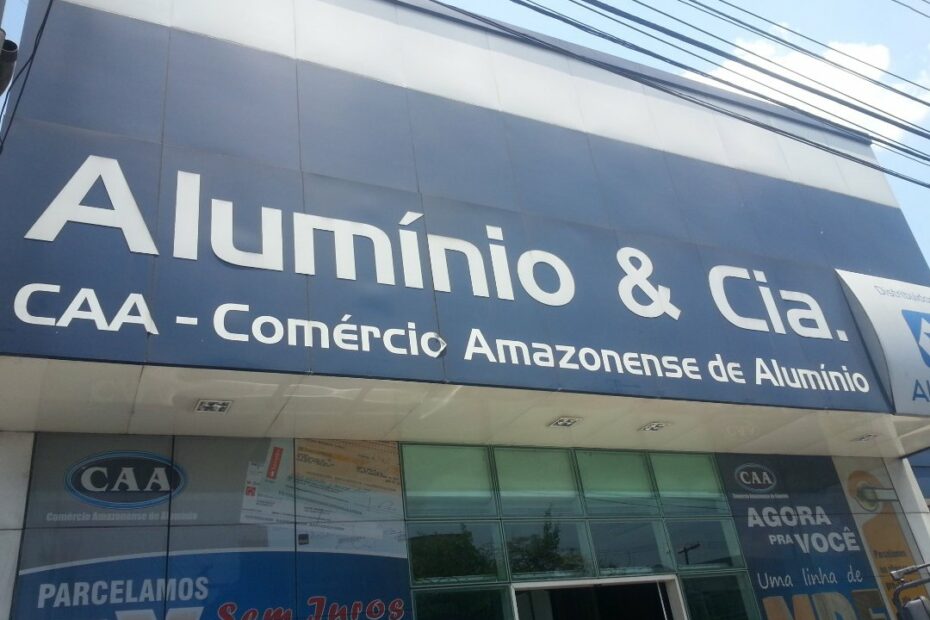 Alumínio & Cia.
CAA - Comércio Amazonense de Alumínio
CAA
Comércio Amazonense de Alumínio
PARCELAMOS
Sem Juros
CAA
AGORA
PRA VOCÊ
Uma linha de